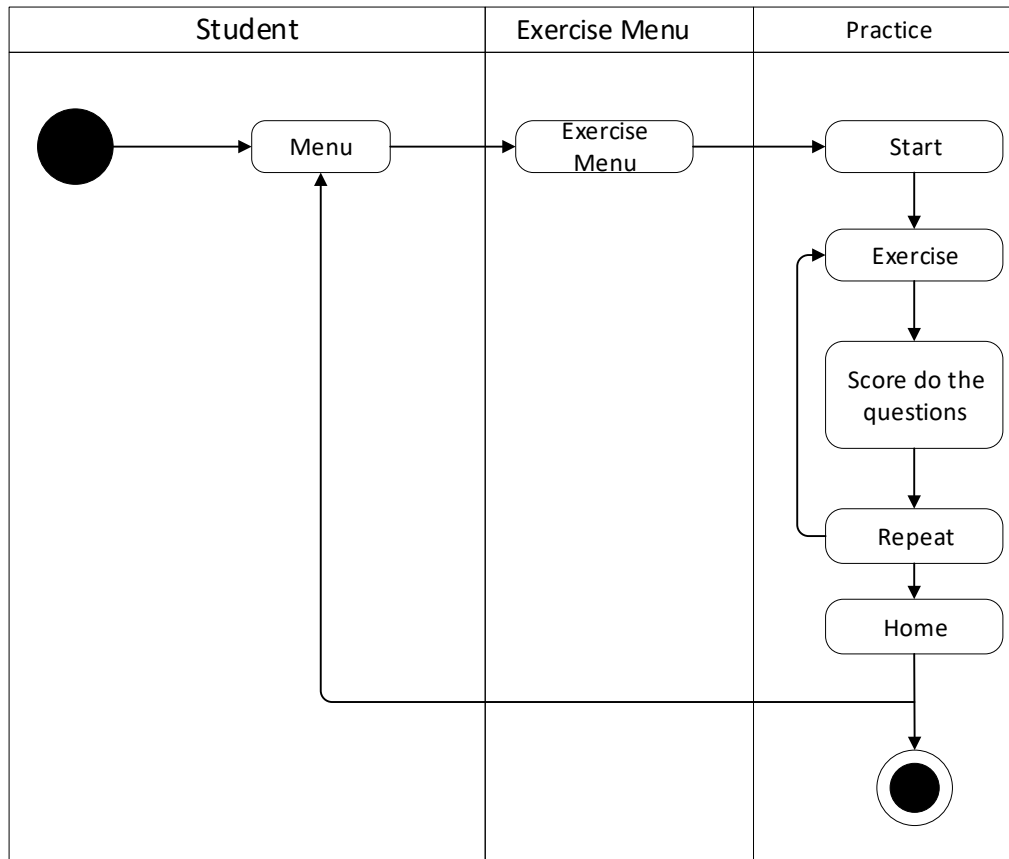 Student
Exercise Menu
Practice
Menu
Exercise
Menu
Start
Exercise
Score do the
questions
Repeat
Home